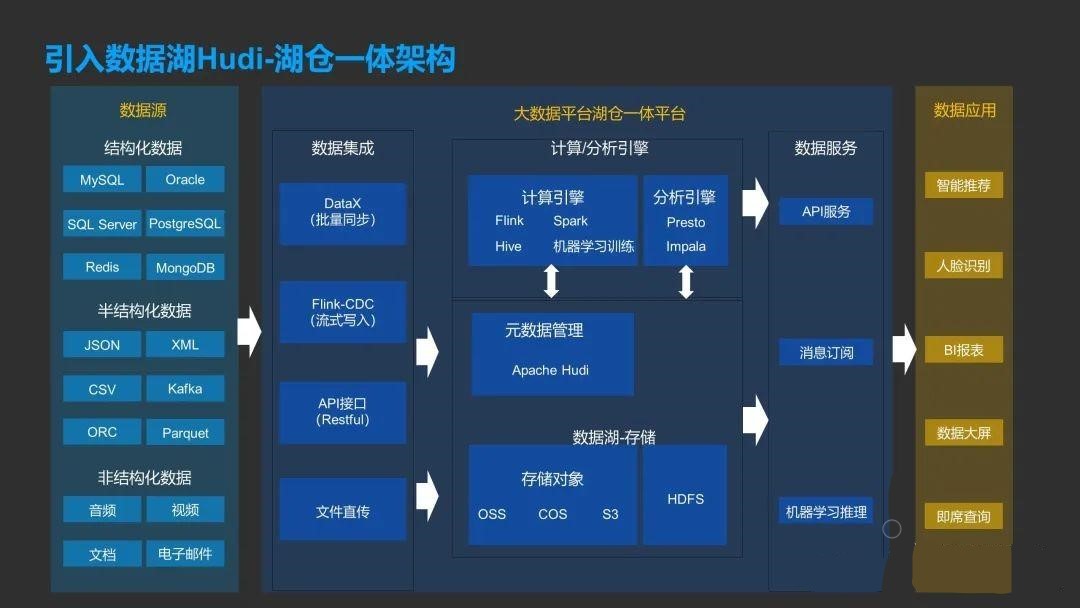 引入数据湖Hudi-湖仓一体架构
数据源
结构化数据
MySQL Oracle
SQL Server PostgreSQL
Redis MongoDB
半结构化数据
JSON XML
CSV Kafka
ORC Parquet
非结构化数据
音频 视频
文档 电子邮件
大数据平台湖仓一体平台
数据集成
DataX
（批量同步）
Flink-CDC
（流式写入）
API接口
（Restful）
文件直传
计算/分析引擎
计算引擎
Flink Spark
Hive 机器学习训练
分析引擎
Presto
Impala
元数据管理
Apache Hudi
数据湖-存储
存储对象
OSS COS S3
HDFS
数据服务
API服务
消息订阅
机器学习推理
数据应用
智能推荐
人脸识别
BI报表
数据大屏
即席查询